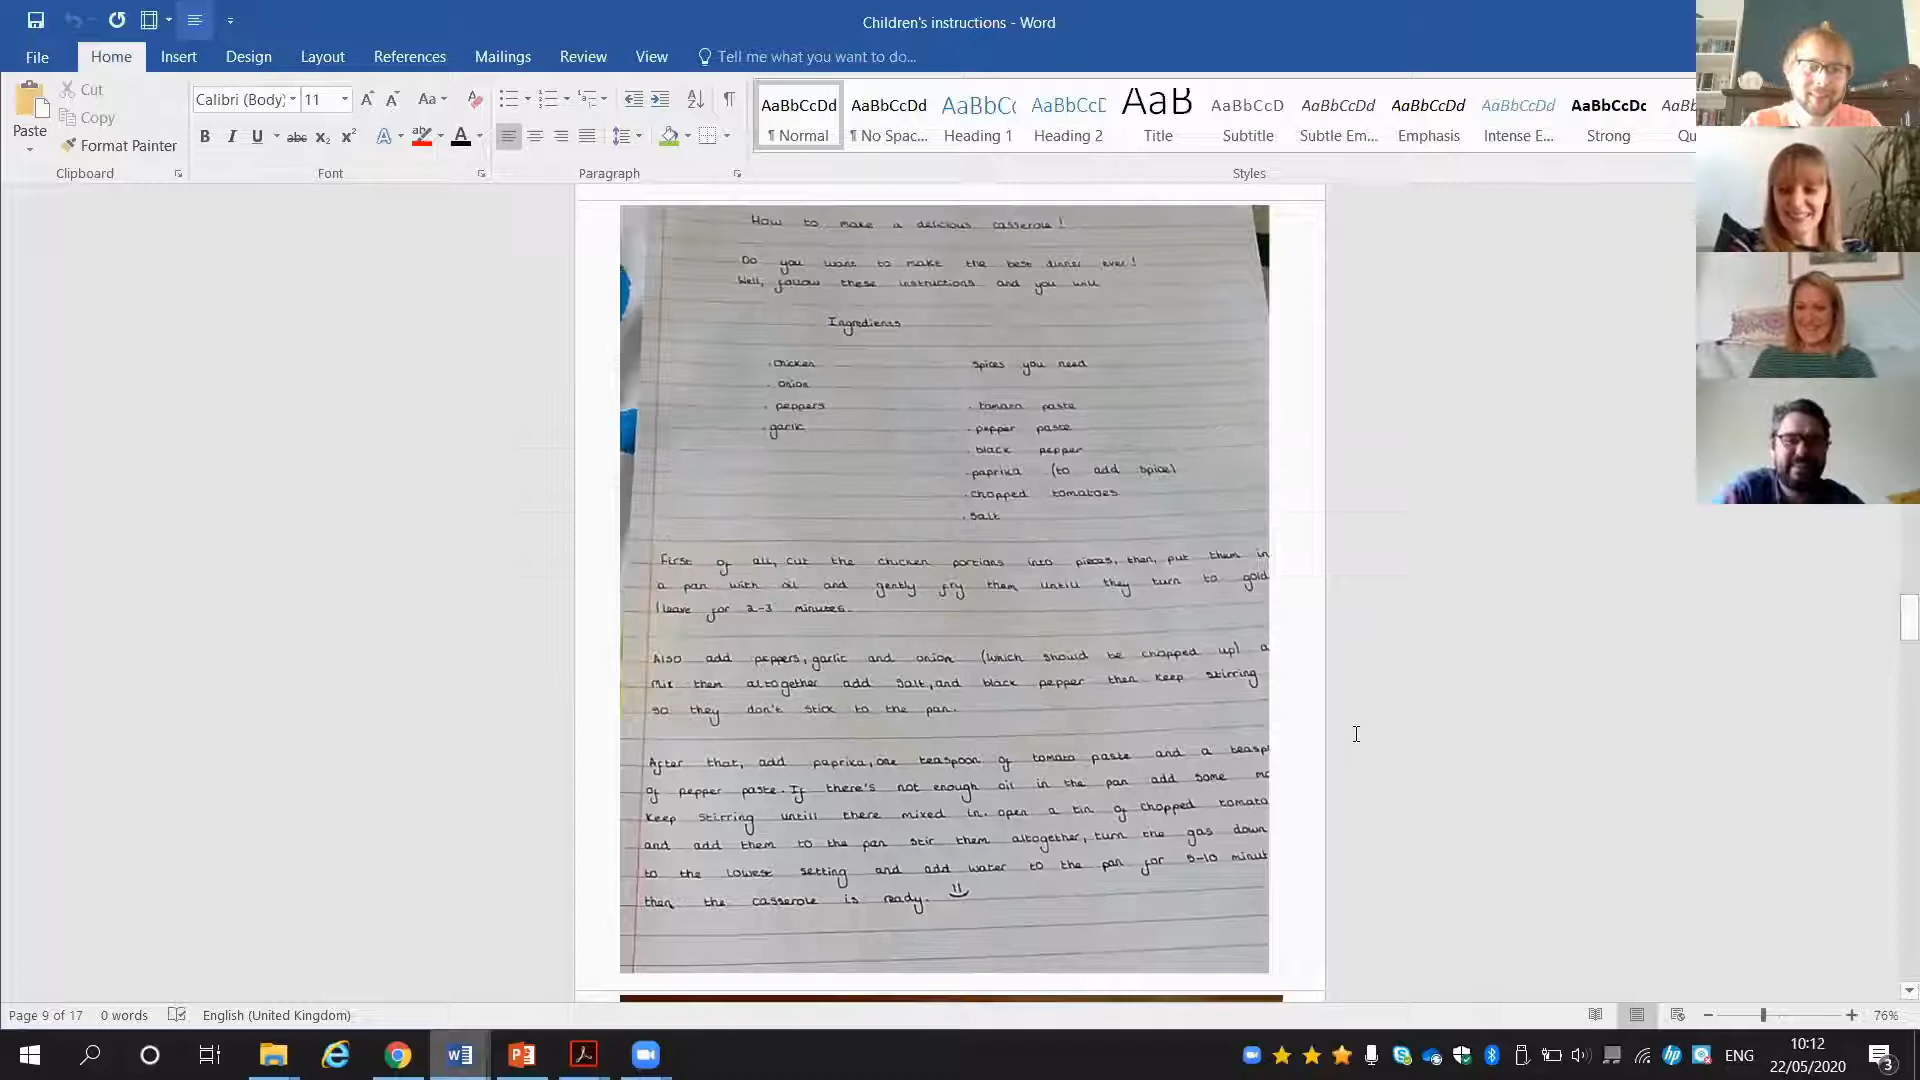 Children's instructions - Word
File Home Insert Design Layout References Mailings Review View Tell me what you want to do...
Paste
Cut
Copy
Format Painter
Clipboard
Calibri (Body) 11
Font
Paragraph
AaBbCcDd AaBbCcDd AaBbC AaBbCcD AaB AaBbCcD AaBbCcDd AaBbCcDd AaBbCcDd AaBbCcDc
¶ Normal ¶ No Spac... Heading 1 Heading 2 Title Subtitle Subtle Em... Emphasis Intense E... Strong
Styles
How to make a delicious casserole!
Do you want to make the best dinner ever!
Well, follow these instructions and you will
Ingredients
· chicken
· onion
· peppers
· garlic
Spices you need
· tomato paste
· pepper paste
· black pepper
· paprika (to add spice)
· chopped tomatoes
· salt
First of all, cut the chicken portions into pieces, then, put them in
a pan with oil and gently fry them untill they turn to gold
leave for 2-3 minutes.
Also add peppers, garlic and onion (which should be chopped up) a
Mix them altogether add salt, and black pepper then keep stirring
so they don't stick to the pan.
After that, add paprika, one teaspoon of tomato paste and a teasp
of pepper paste. If there's not enough oil in the pan add some mo
keep stirring untill there mixed in. open a tin of chopped tomato
and add them to the pan stir them altogether, turn the gas down
to the lowest setting and add water to the pan for 5-10 minut
then the casserole is ready.
Page 9 of 17 0 words English (United Kingdom) 76%
ENG
10:12
22/05/2020
3